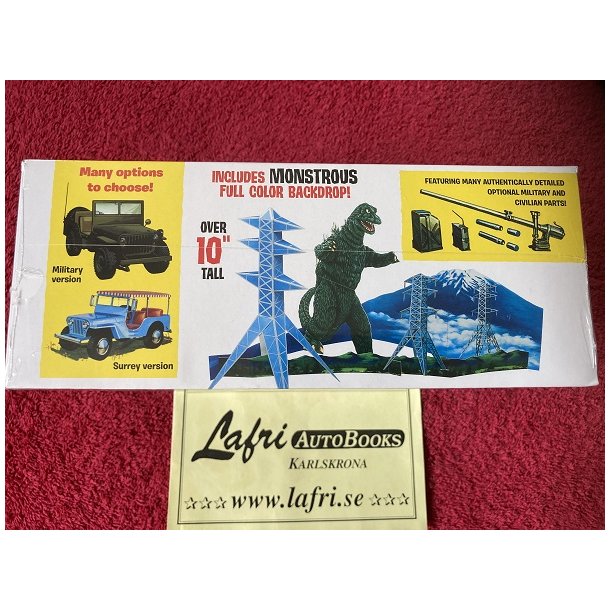 Many options
to choose!
Military
version
Surrey version
INCLUDES MONSTROUS
FULL COLOR BACKDROP!
OVER
10"
TALL
FEATURING MANY AUTHENTICALLY DETAILED
OPTIONAL MILITARY AND
CIVILIAN PARTS!
Lafri AUTOBOOKS
KARLSKRONA
☆☆☆ www.lafri.se ☆☆☆